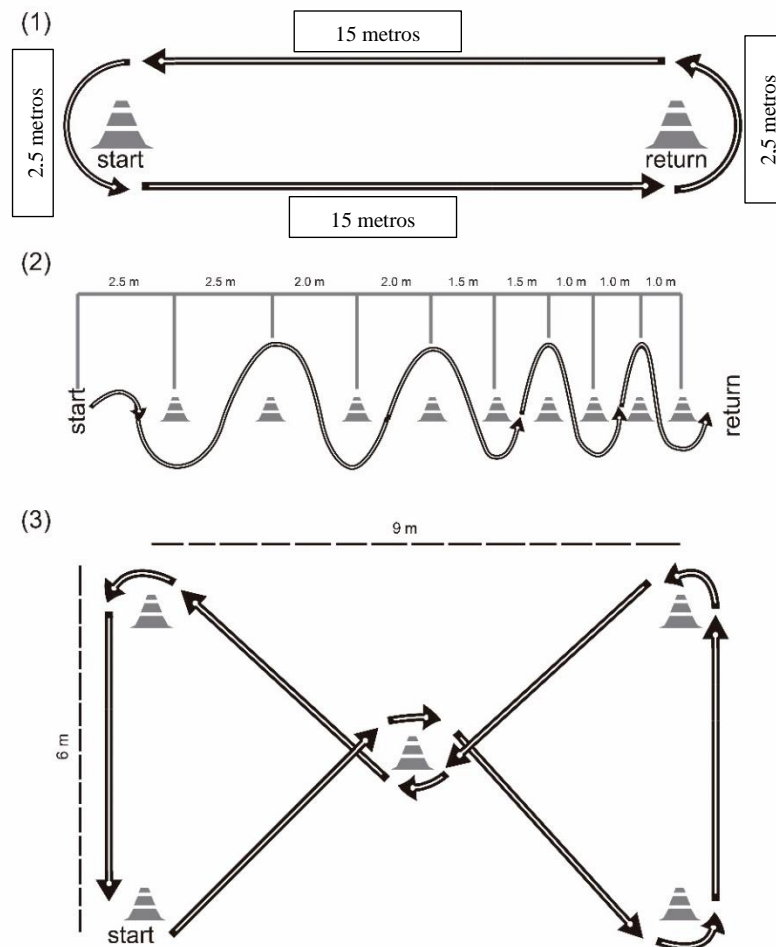 (1)
15 metros
2.5 metros
start
return
2.5 metros
15 metros
(2)
2.5 m 2.5 m 2.0 m 2.0 m 1.5 m 1.5 m 1.0 m 1.0 m 1.0 m
start
return
(3)
9 m
6 m
start